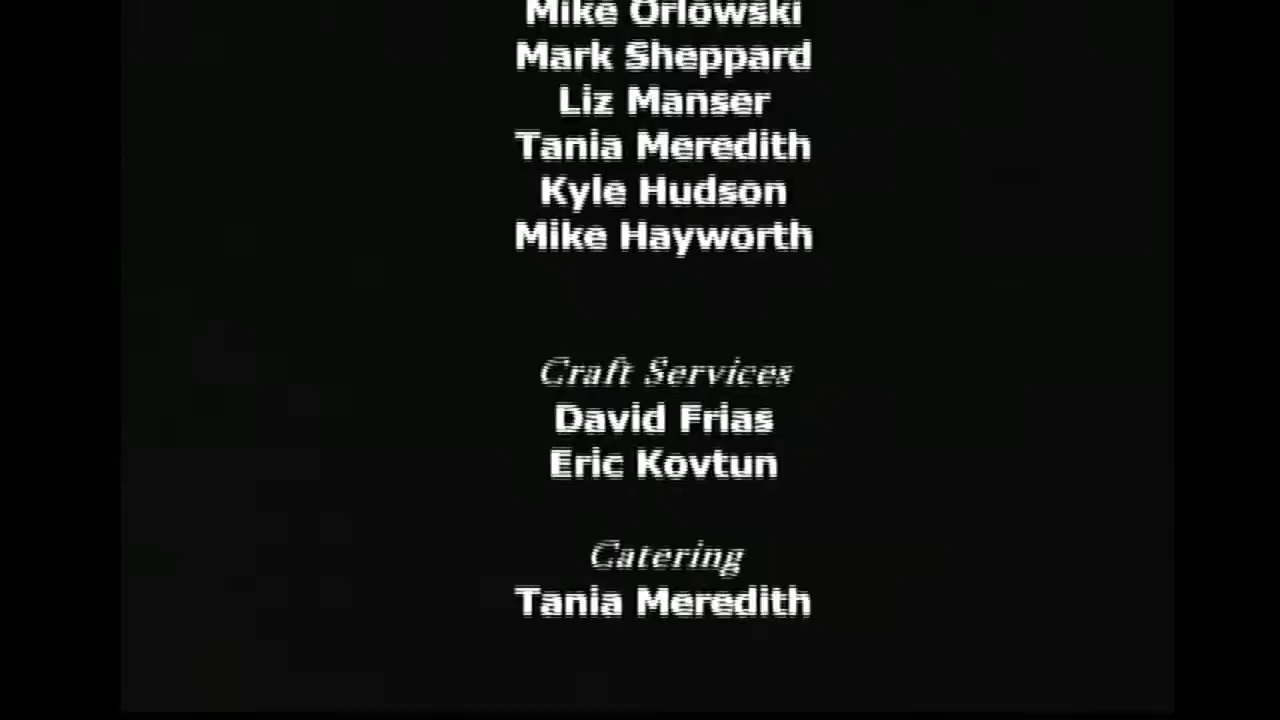 Mike Orlowski
Mark Sheppard
Liz Manser
Tania Meredith
Kyle Hudson
Mike Hayworth
Craft Services
David Frias
Eric Kovtun
Catering
Tania Meredith